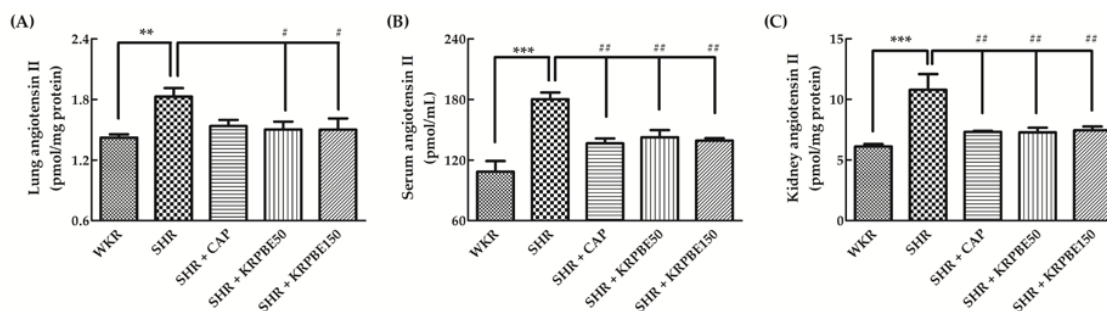 (A)
Lung angiotensin II
(pmol/mg protein)
2.4
1.8
1.2
0.6
**
#
#
WKR
SHR
SHR + CAP
SHR + KRPBE50
SHR + KRPBE150
(B)
Serum angiotensin II
(pmol/mL)
240
180
120
60
***
##
##
##
WKR
SHR
SHR + CAP
SHR + KRPBE50
SHR + KRPBE150
(C)
Kidney angiotensin II
(pmol/mg protein)
15
10
5
0
***
##
##
##
WKR
SHR
SHR + CAP
SHR + KRPBE50
SHR + KRPBE150